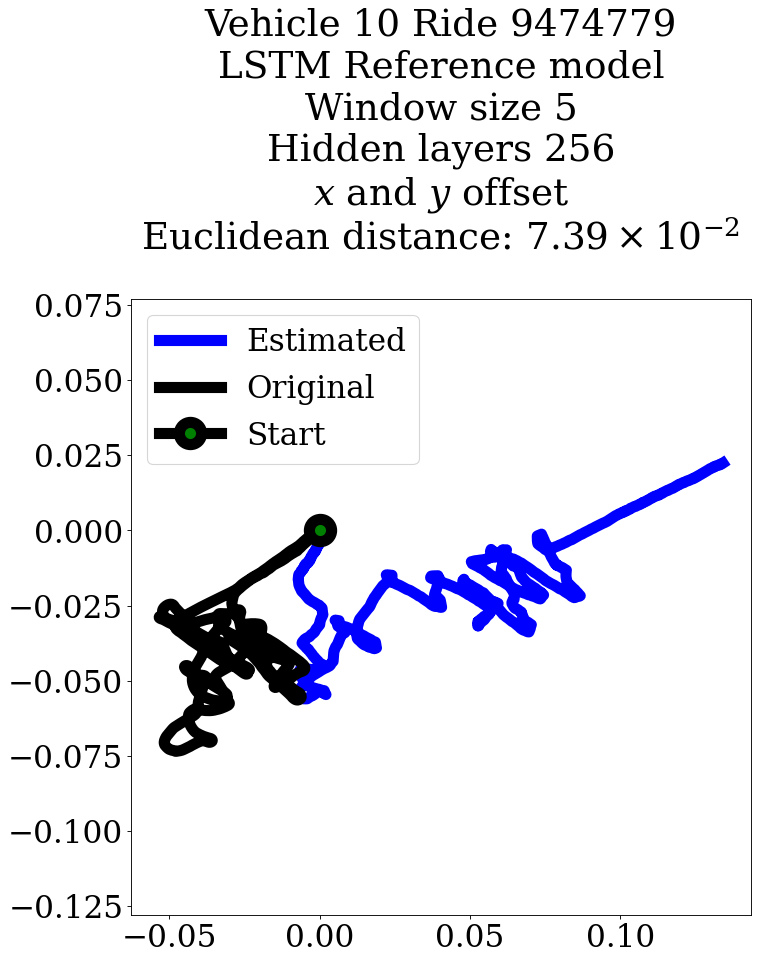 Vehicle 10 Ride 9474779
LSTM Reference model
Window size 5
Hidden layers 256
x and y offset
Euclidean distance: 7.39 × 10⁻²
Estimated
Original
Start
0.075
0.050
0.025
0.000
−0.025
−0.050
−0.075
−0.100
−0.125
−0.05 0.00 0.05 0.10